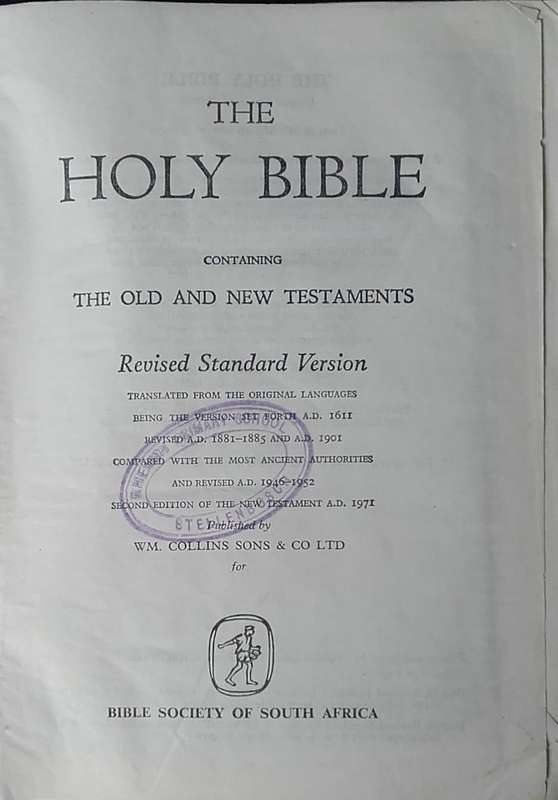 THE
HOLY BIBLE
CONTAINING
THE OLD AND NEW TESTAMENTS
Revised Standard Version
TRANSLATED FROM THE ORIGINAL LANGUAGES
BEING THE VERSION SET FORTH A.D. 1611
REVISED A.D. 1881–1885 AND A.D. 1901
COMPARED WITH THE MOST ANCIENT AUTHORITIES
AND REVISED A.D. 1946–1952
SECOND EDITION OF THE NEW TESTAMENT A.D. 1971
PRIMARY SCHOOL
STELLENBOSCH
Published by
WM. COLLINS SONS & CO LTD
for
BIBLE SOCIETY OF SOUTH AFRICA